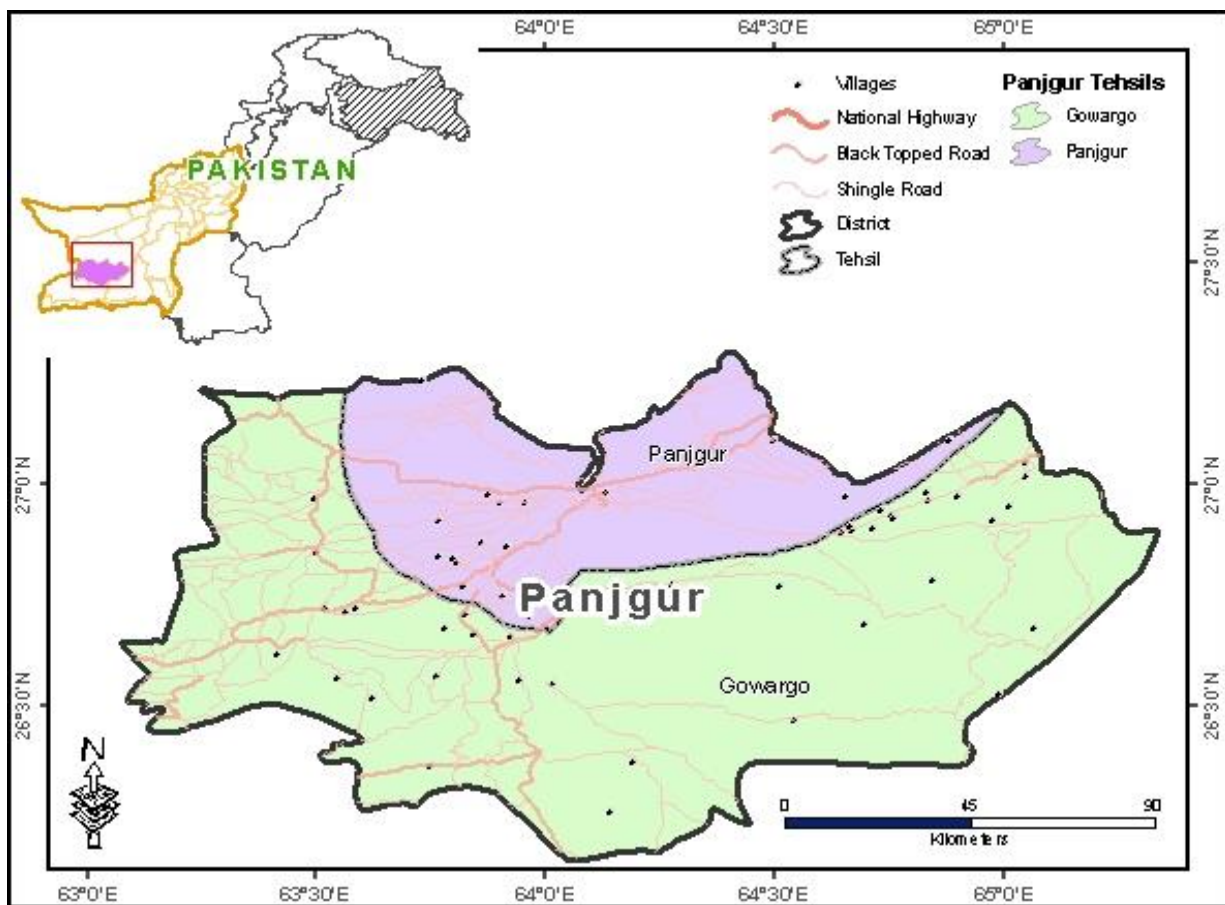 64°0'E 64°30'E 65°0'E
Villages
National Highway
Black Topped Road
Shingle Road
District
Tehsil
Panjgur Tehsils
Gowargo
Panjgur
PAKISTAN
27°30'N
27°30'N
Panjgur
27°0'N
27°0'N
Panjgur
Gowargo
26°30'N
26°30'N
N
0 45 90
Kilometers
63°0'E 63°30'E 64°0'E 64°30'E 65°0'E